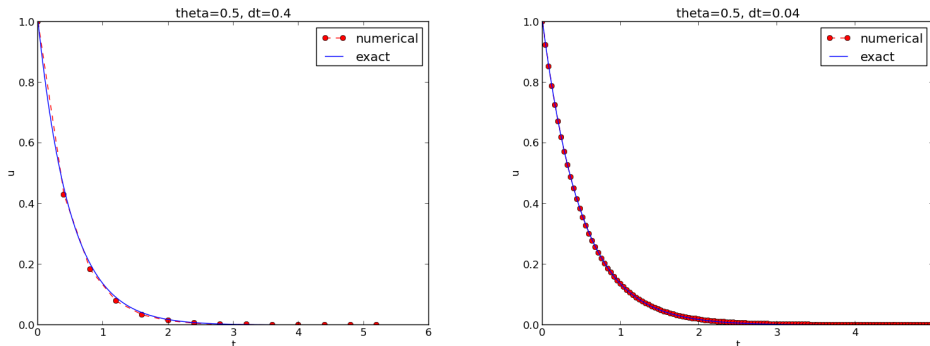 theta=0.5, dt=0.4
1.0
0.8
0.6
0.4
0.2
0.0
u
numerical
exact
0 1 2 3 4 5 6
t
theta=0.5, dt=0.04
1.0
0.8
0.6
0.4
0.2
0.0
u
numerical
exact
0 1 2 3 4
t